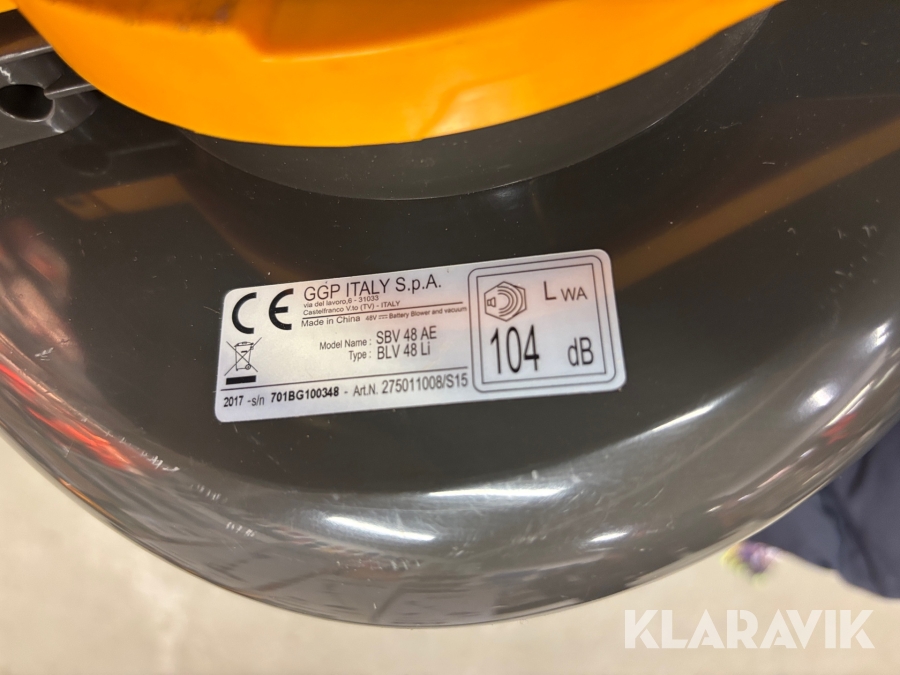 CE
GGP ITALY S.p.A.
via del lavoro,6 - 31033
Castelfranco V.to (TV) - ITALY
Made in China 48V Battery Blower and vacuum
Model Name : SBV 48 AE
Type : BLV 48 Li
2017 -s/n 701BG100348 - Art.N. 275011008/S15
LWA
104 dB
KLARAVIK